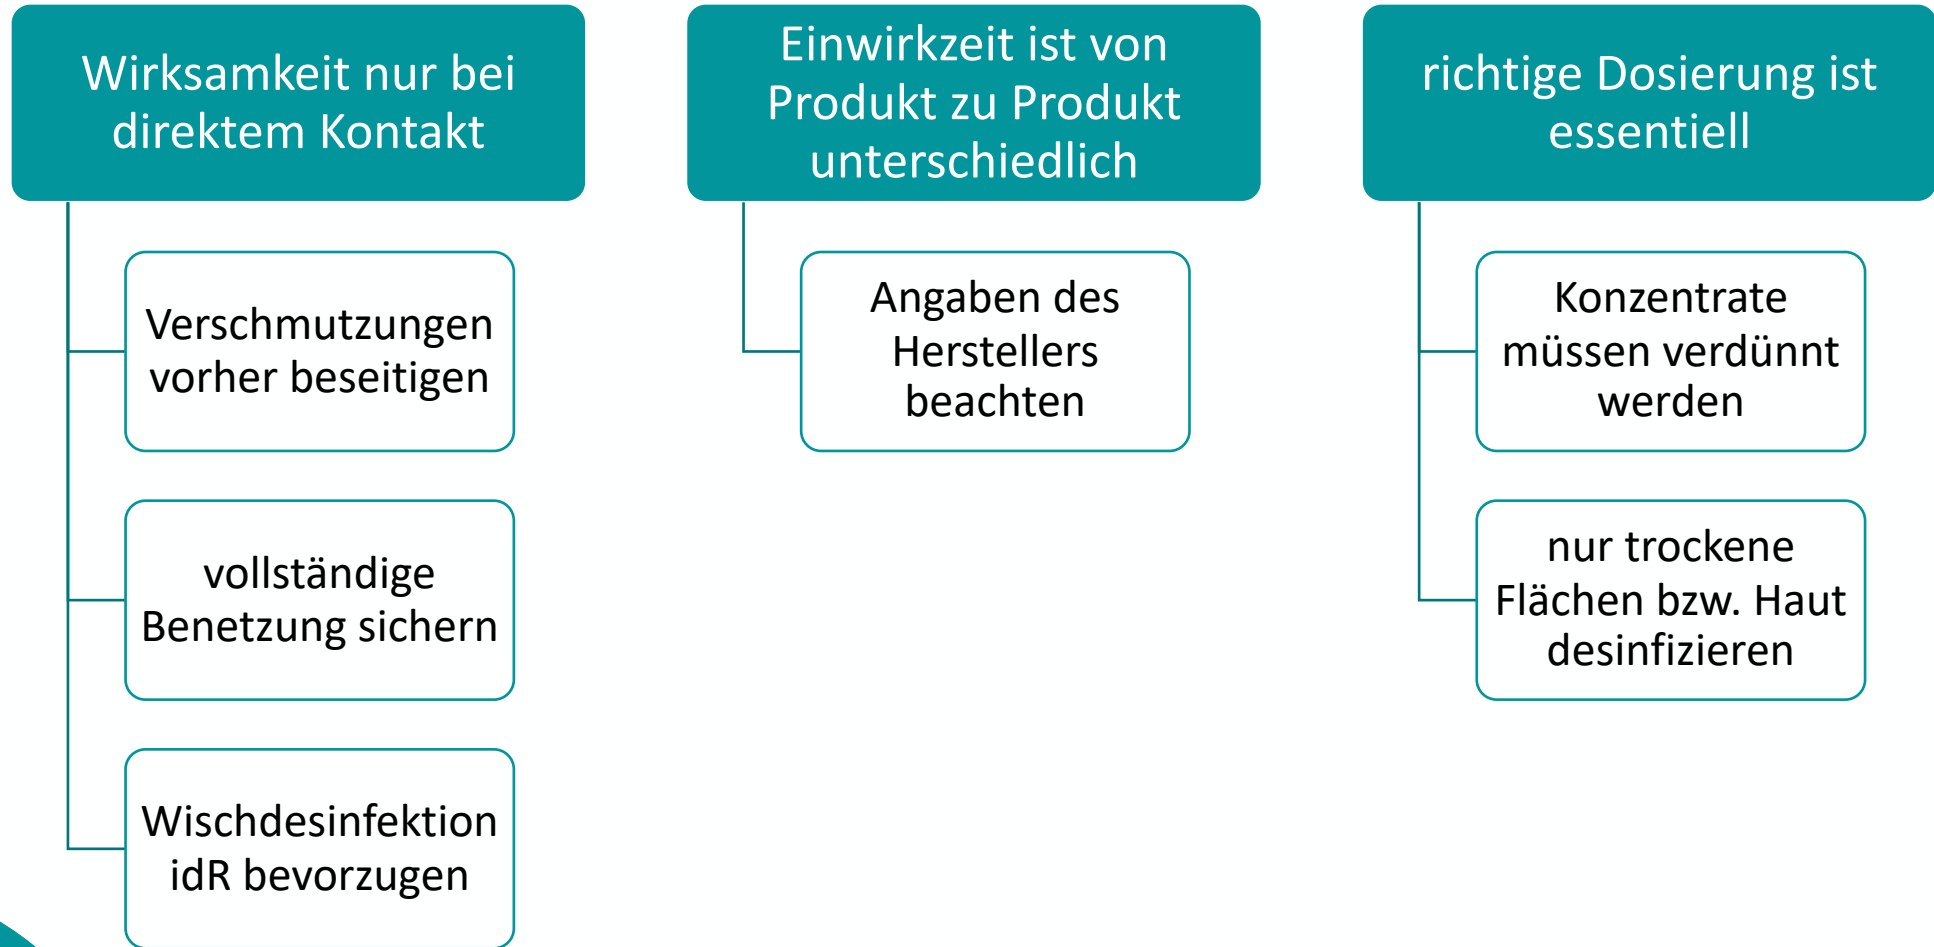 Wirksamkeit nur bei
direktem Kontakt
Verschmutzungen
vorher beseitigen
vollständige
Benetzung sichern
Wischdesinfektion
idR bevorzugen
Einwirkzeit ist von
Produkt zu Produkt
unterschiedlich
Angaben des
Herstellers
beachten
richtige Dosierung ist
essentiell
Konzentrate
müssen verdünnt
werden
nur trockene
Flächen bzw. Haut
desinfizieren